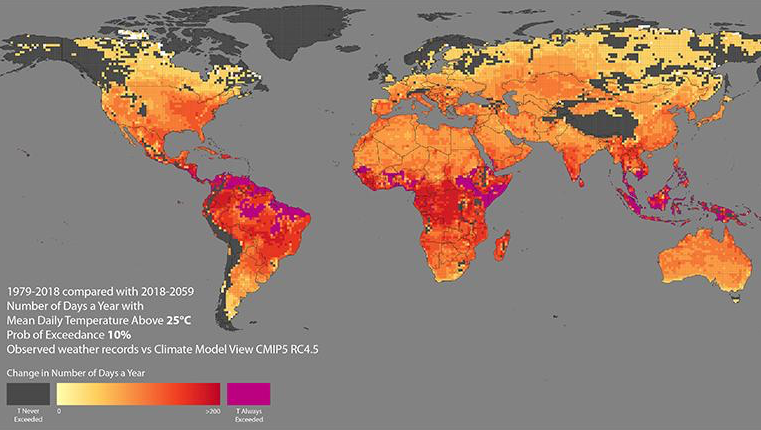 1979-2018 compared with 2018-2059
Number of Days a Year with
Mean Daily Temperature Above 25°C
Prob of Exceedance 10%
Observed weather records vs Climate Model View CMIP5 RC4.5
Change in Number of Days a Year
T Never
Exceeded
0
>200
T Always
Exceeded